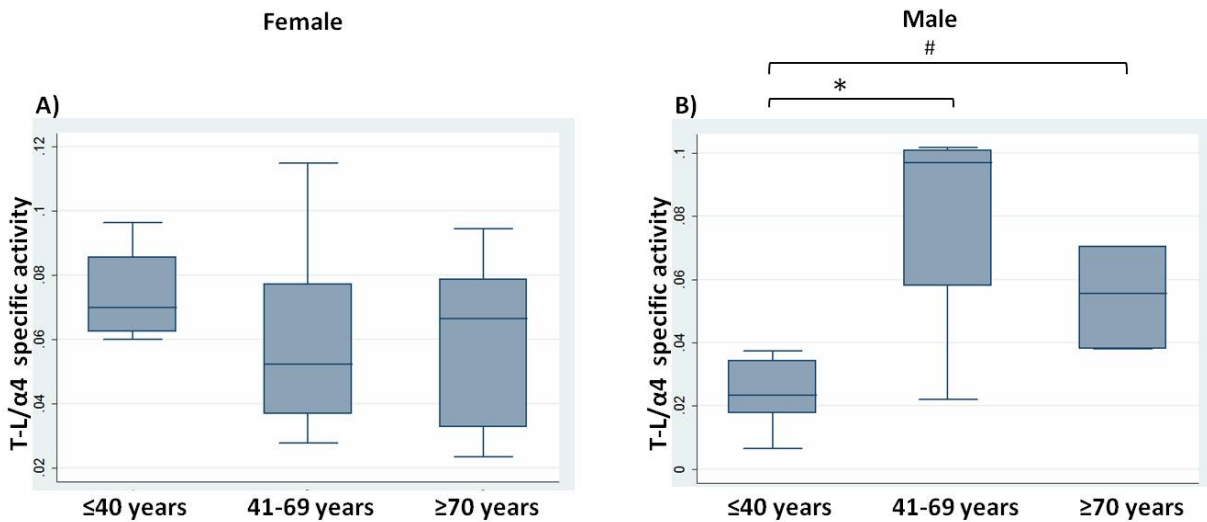 Female
A)
T-L/α4 specific activity
.12
.1
.08
.06
.04
.02
≤40 years
41-69 years
≥70 years
Male
#
*
B)
T-L/α4 specific activity
.1
.08
.06
.04
.02
0
≤40 years
41-69 years
≥70 years